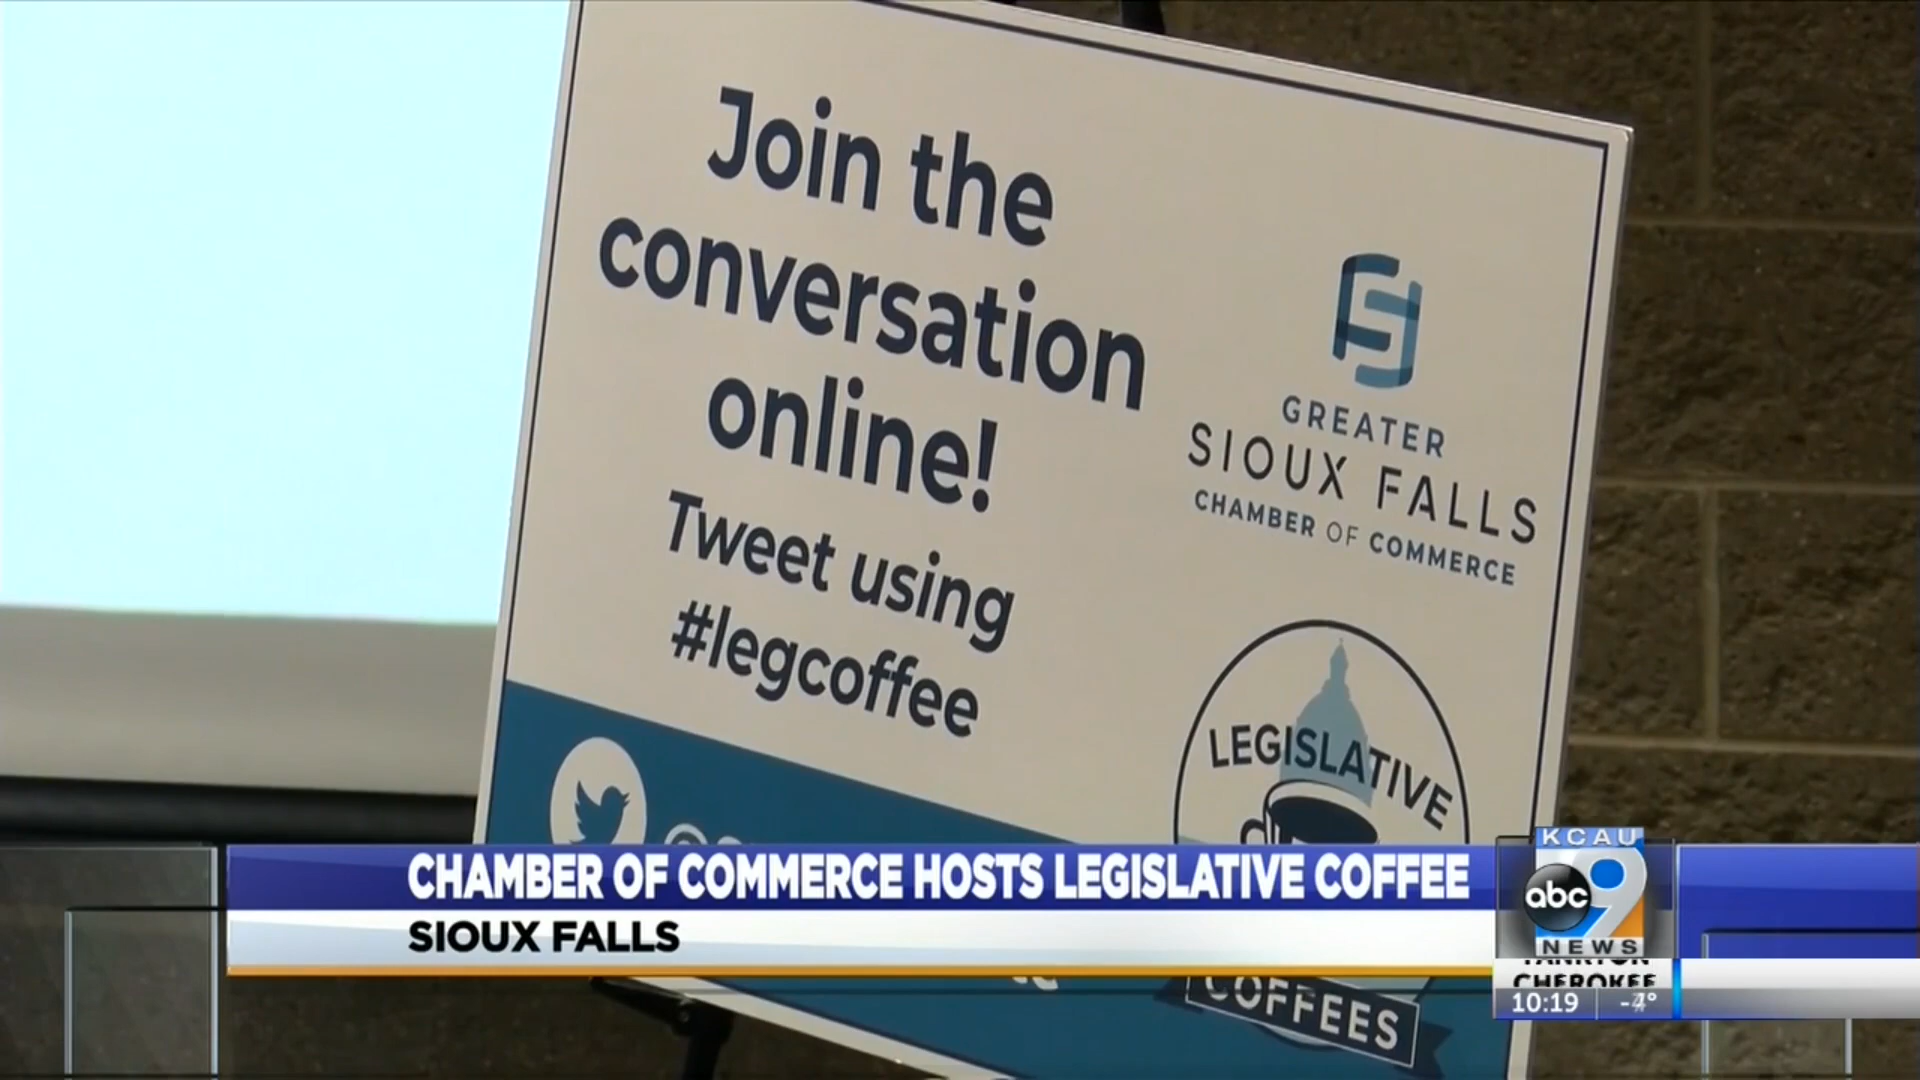 Join the
conversation
online!
Tweet using
#legcoffee
GREATER
SIOUX FALLS
CHAMBER OF COMMERCE
LEGISLATIVE
COFFEES
CHAMBER OF COMMERCE HOSTS LEGISLATIVE COFFEE
SIOUX FALLS
KCAU
abc 9
NEWS
CHEROKEE
10:19